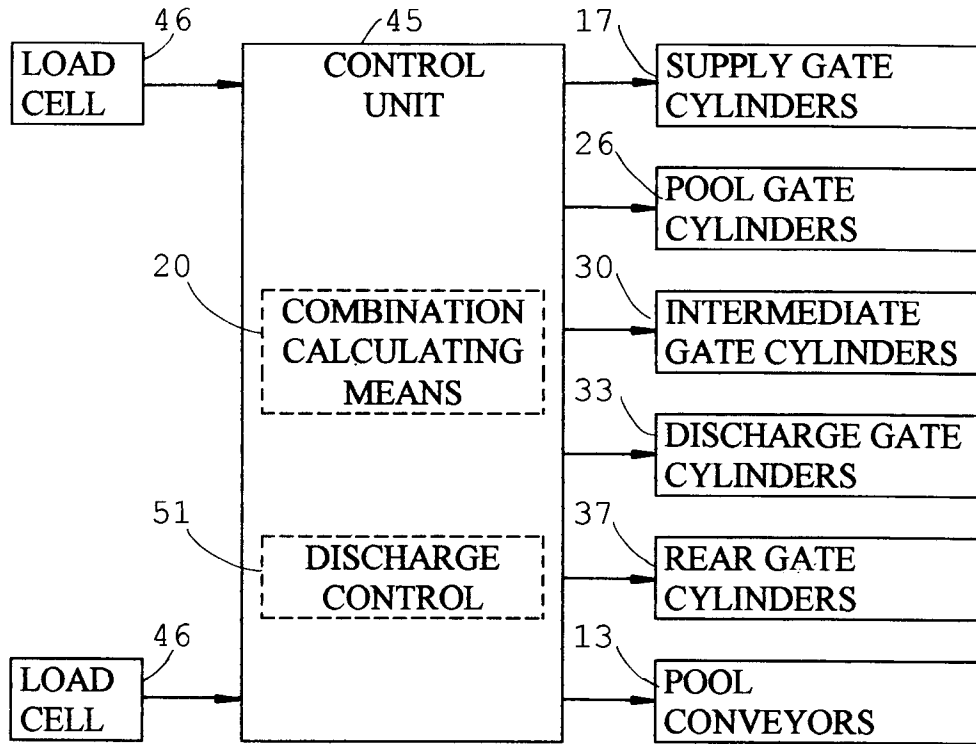 46
LOAD
CELL
45
CONTROL
UNIT
17
SUPPLY GATE
CYLINDERS
26
POOL GATE
CYLINDERS
20
COMBINATION
CALCULATING
MEANS
30
INTERMEDIATE
GATE CYLINDERS
33
DISCHARGE GATE
CYLINDERS
51
DISCHARGE
CONTROL
37
REAR GATE
CYLINDERS
46
LOAD
CELL
13
POOL
CONVEYORS